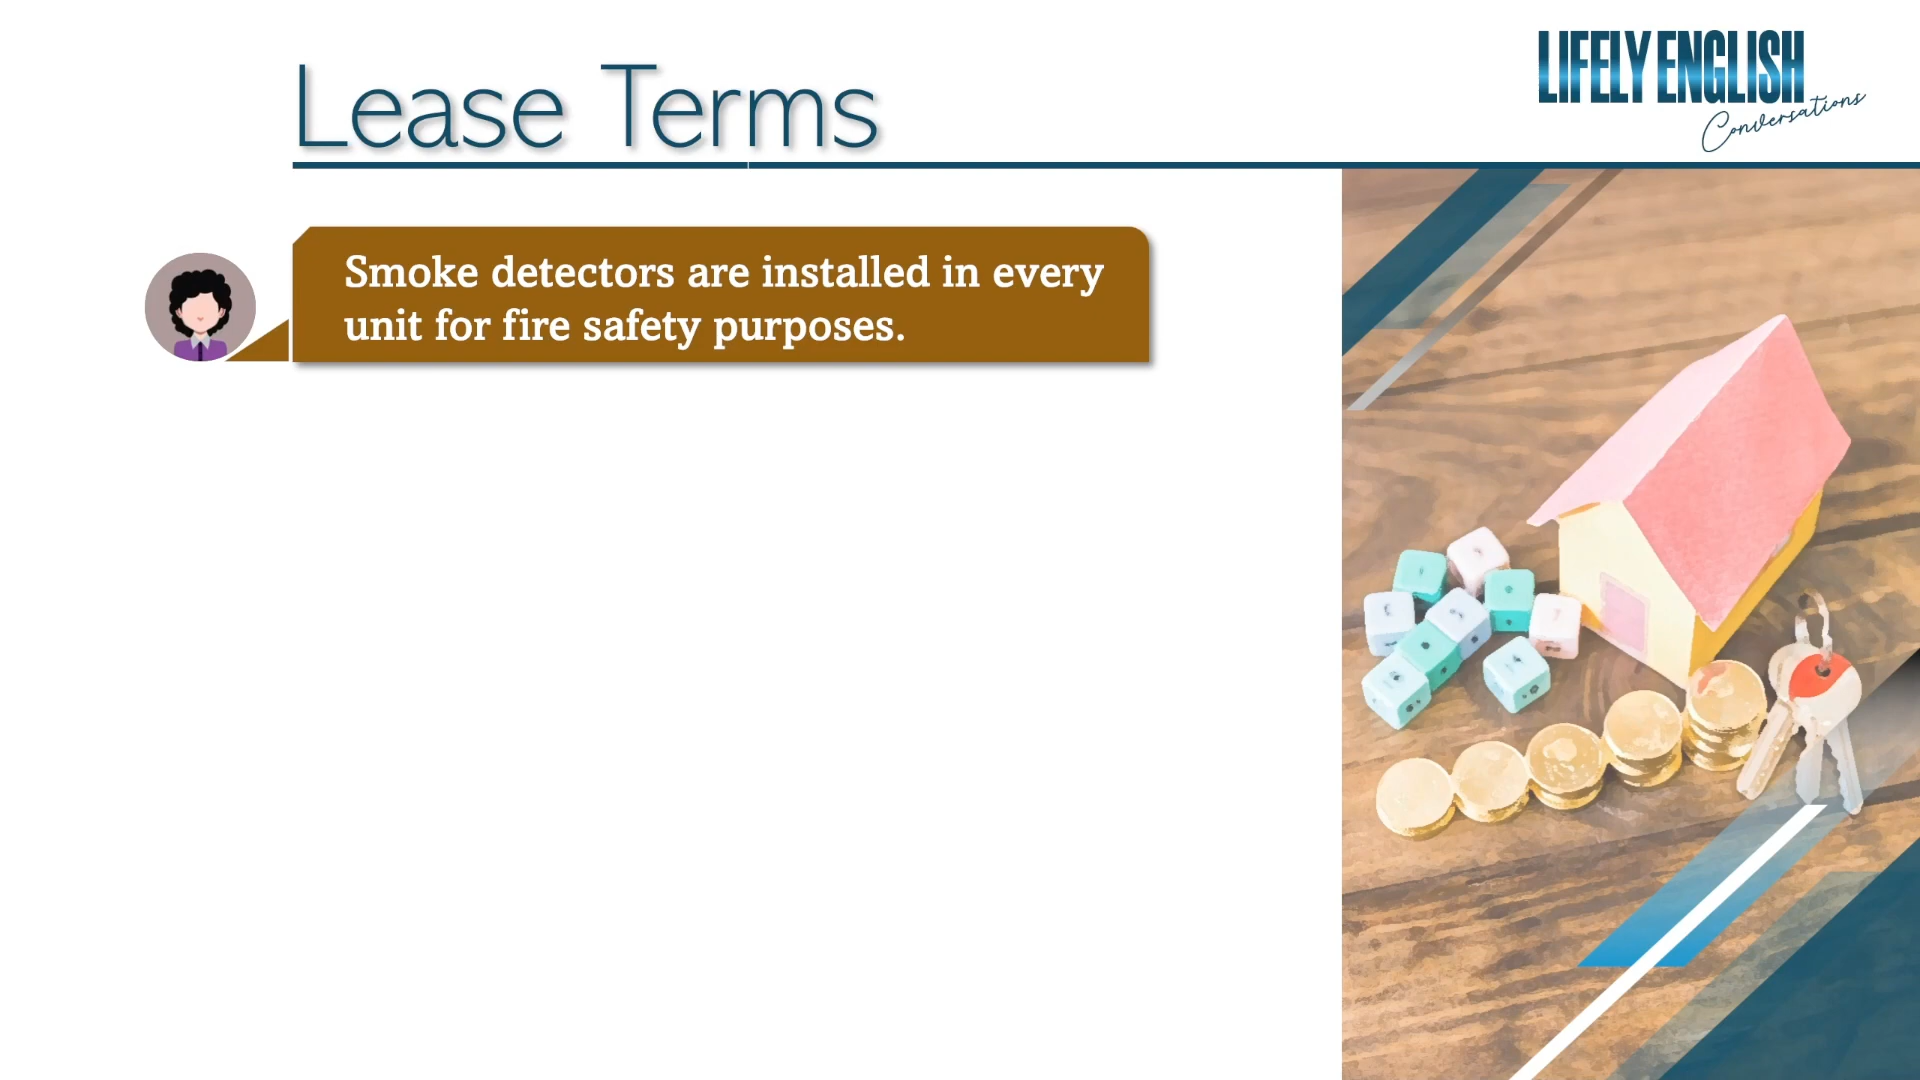 Lease Terms
LIFELY ENGLISH
Conversations
Smoke detectors are installed in every
unit for fire safety purposes.